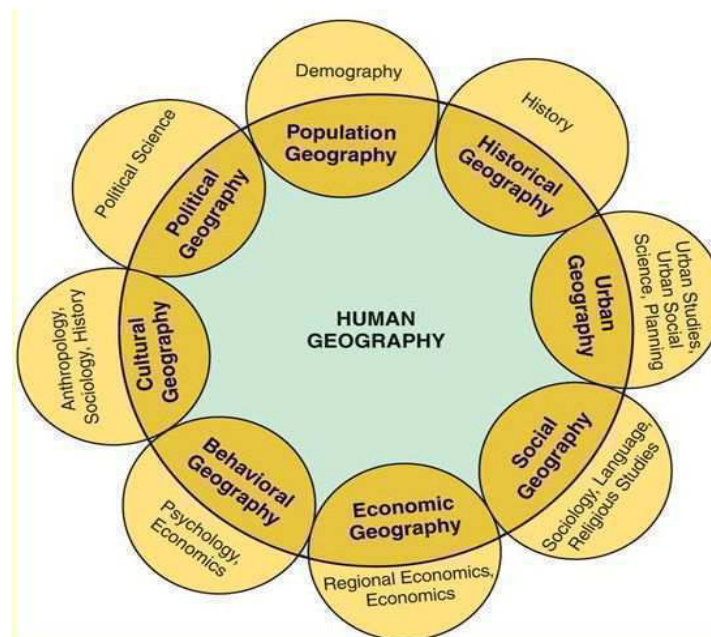 Demography
Population
Geography
History
Historical
Geography
Urban Studies,
Urban Social
Science, Planning
Urban
Geography
Social
Geography
Sociology, Language,
Religious Studies
Economic
Geography
Regional Economics,
Economics
Behavioral
Geography
Psychology,
Economics
Cultural
Geography
Anthropology,
Sociology, History
Political Science
Political
Geography
HUMAN
GEOGRAPHY